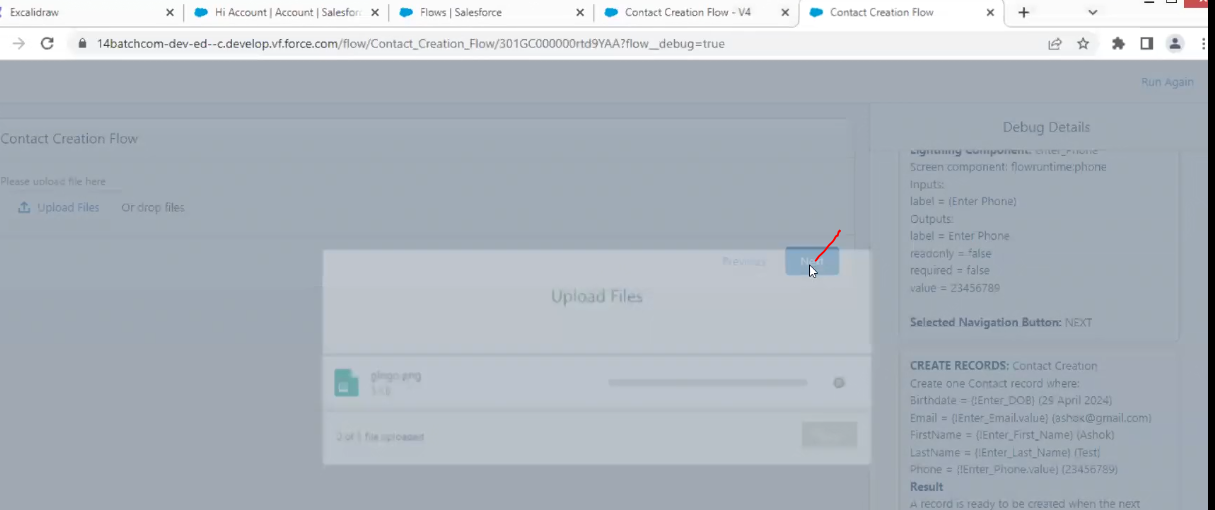 Excalidraw
Hi Account | Account | Salesfor
Flows | Salesforce
Contact Creation Flow - V4
Contact Creation Flow
14batchcom-dev-ed--c.develop.vf.force.com/flow/Contact_Creation_Flow/301GC000000rtd9YAA?flow__debug=true
Run Again
Contact Creation Flow
Please upload file here
Upload Files
Or drop files
Previous
Upload Files
Debug Details
Lightning Component: enter_Phone
Screen component: flowruntime:phone
Inputs:
label = (Enter Phone)
Outputs:
label = Enter Phone
readonly = false
required = false
value = 23456789
Selected Navigation Button: NEXT
CREATE RECORDS: Contact Creation
Create one Contact record where:
Birthdate = {!Enter_DOB} (29 April 2024)
Email = {!Enter_Email.value} (ashok@gmail.com)
FirstName = {!Enter_First_Name} (Ashok)
LastName = {!Enter_Last_Name} (Test)
Phone = {!Enter_Phone.value} (23456789)
Result
A record is ready to be created when the next